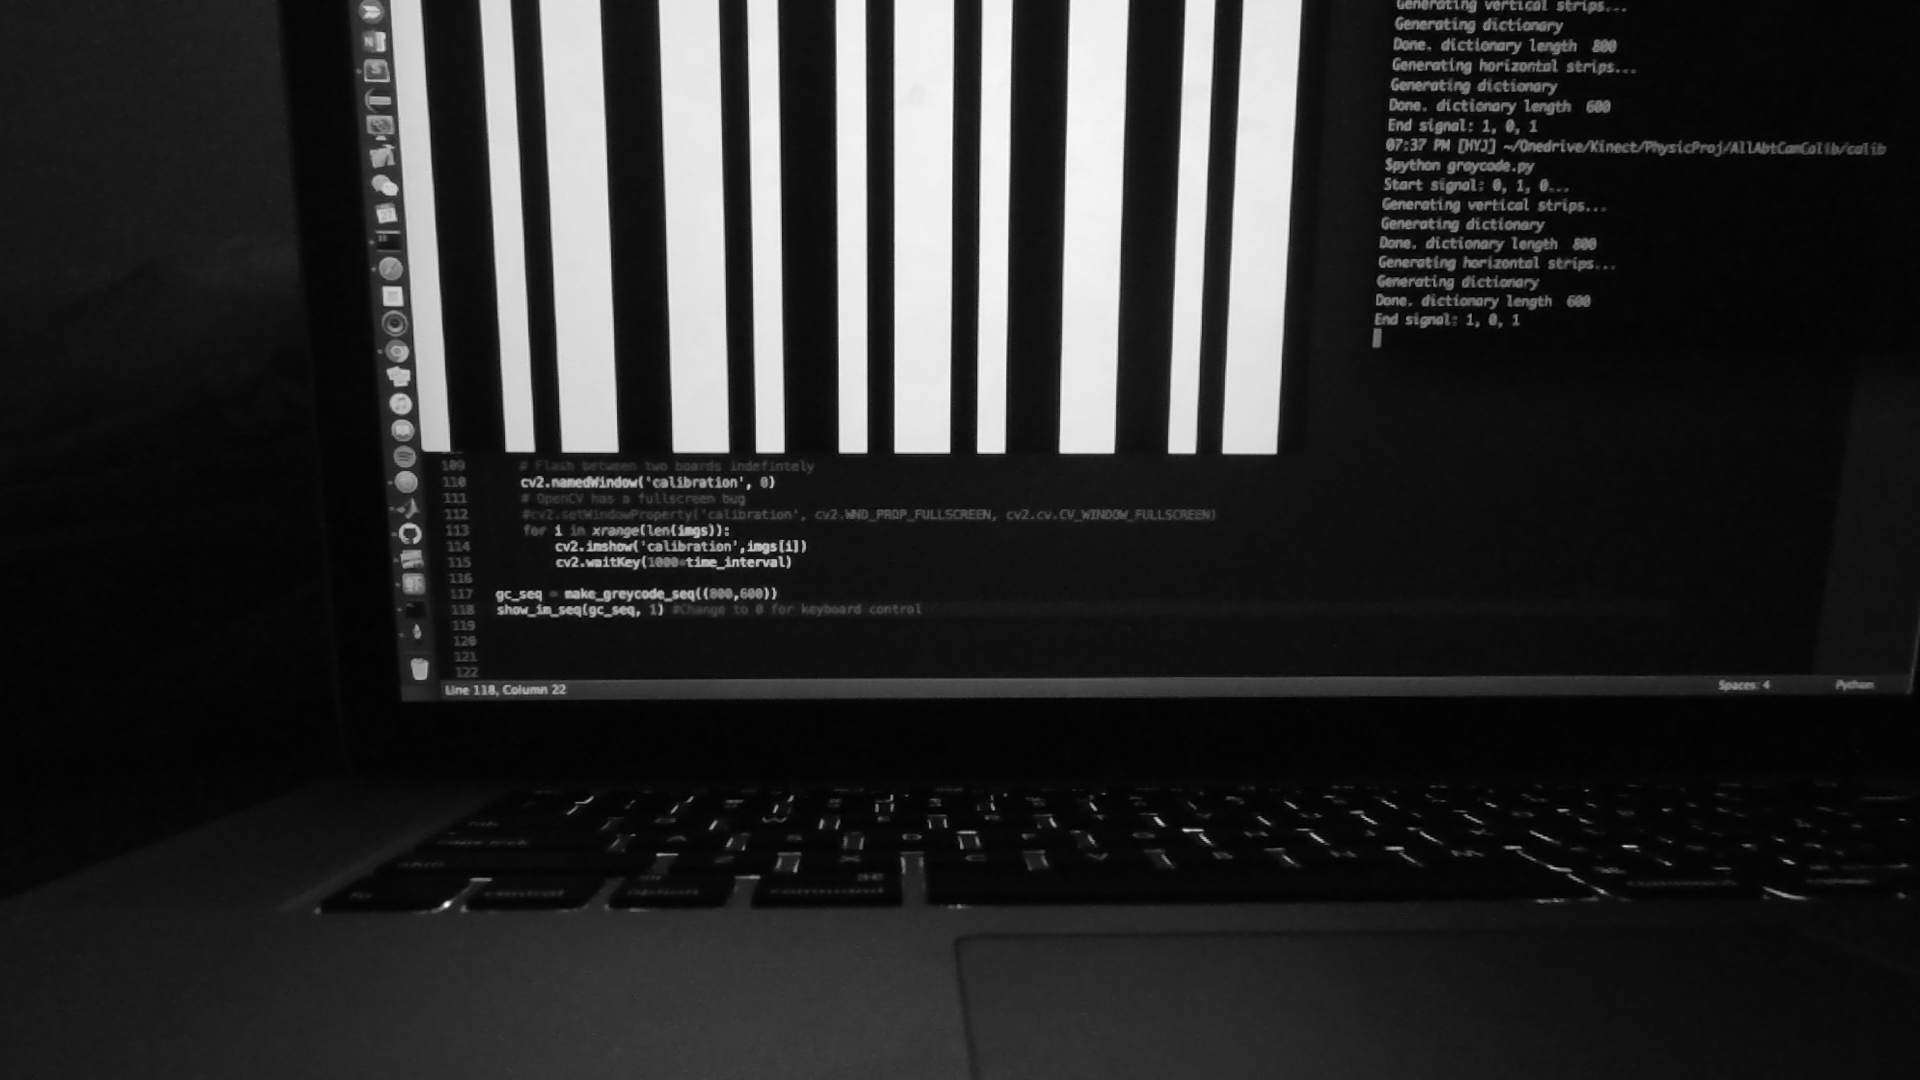 Generating vertical strips...
Generating dictionary
Done. dictionary length 800
Generating horizontal strips...
Generating dictionary
Done. dictionary length 600
End signal: 1, 0, 1
07:37 PM [HYJ] ~/Onedrive/Kinect/PhysicProj/AllAbtCamCalib/calib
$python graycode.py
Start signal: 0, 1, 0...
Generating vertical strips...
Generating dictionary
Done. dictionary length 800
Generating horizontal strips...
Generating dictionary
Done. dictionary length 600
End signal: 1, 0, 1
109 # Flash between two boards indefintely
110 cv2.namedWindow('calibration', 0)
111 # OpenCV has a fullscreen bug
112 #cv2.setWindowProperty('calibration', cv2.WND_PROP_FULLSCREEN, cv2.cv.CV_WINDOW_FULLSCREEN)
113 for i in xrange(len(imgs)):
114 cv2.imshow('calibration',imgs[i])
115 cv2.waitKey(1000*time_interval)
116
117 gc_seq = make_greycode_seq((800,600))
118 show_im_seq(gc_seq, 1) #Change to 0 for keyboard control
119
120
121
122
Line 118, Column 22
Spaces: 4 Python
control option command